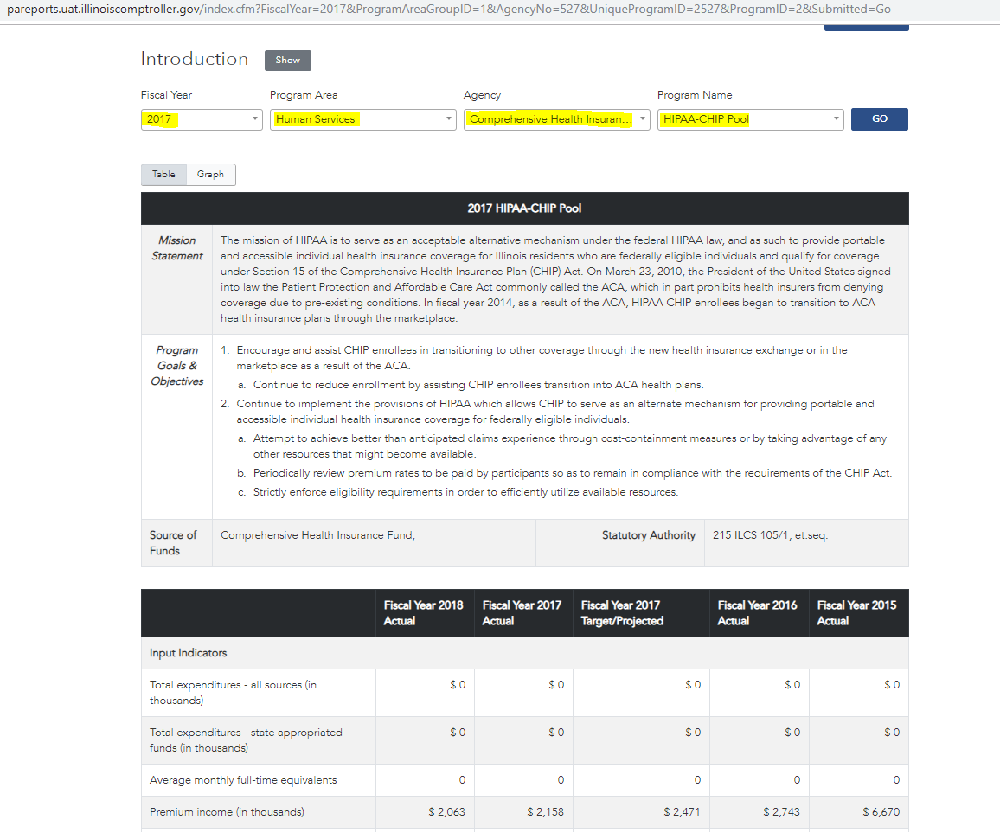 pareports.uat.illinoiscomptroller.gov/index.cfm?FiscalYear=2017&ProgramAreaGroupID=1&AgencyNo=527&UniqueProgramID=2527&ProgramID=2&Submitted=Go
Introduction Show
Fiscal Year Program Area Agency Program Name
2017 Human Services Comprehensive Health Insuran... HIPAA-CHIP Pool GO
Table Graph
2017 HIPAA-CHIP Pool
Mission Statement
The mission of HIPAA is to serve as an acceptable alternative mechanism under the federal HIPAA law, and as such to provide portable
and accessible individual health insurance coverage for Illinois residents who are federally eligible individuals and qualify for coverage
under Section 15 of the Comprehensive Health Insurance Plan (CHIP) Act. On March 23, 2010, the President of the United States signed
into law the Patient Protection and Affordable Care Act commonly called the ACA, which in part prohibits health insurers from denying
coverage due to pre-existing conditions. In fiscal year 2014, as a result of the ACA, HIPAA CHIP enrollees began to transition to ACA
health insurance plans through the marketplace.
Program Goals & Objectives
1. Encourage and assist CHIP enrollees in transitioning to other coverage through the new health insurance exchange or in the
marketplace as a result of the ACA.
a. Continue to reduce enrollment by assisting CHIP enrollees transition into ACA health plans.
2. Continue to implement the provisions of HIPAA which allows CHIP to serve as an alternate mechanism for providing portable and
accessible individual health insurance coverage for federally eligible individuals.
a. Attempt to achieve better than anticipated claims experience through cost-containment measures or by taking advantage of any
other resources that might become available.
b. Periodically review premium rates to be paid by participants so as to remain in compliance with the requirements of the CHIP Act.
c. Strictly enforce eligibility requirements in order to efficiently utilize available resources.
Source of Funds
Comprehensive Health Insurance Fund,
Statutory Authority 215 ILCS 105/1, et.seq.
Fiscal Year 2018 Actual
Fiscal Year 2017 Actual
Fiscal Year 2017 Target/Projected
Fiscal Year 2016 Actual
Fiscal Year 2015 Actual
Input Indicators
Total expenditures - all sources (in thousands) $ 0 $ 0 $ 0 $ 0 $ 0
Total expenditures - state appropriated funds (in thousands) $ 0 $ 0 $ 0 $ 0 $ 0
Average monthly full-time equivalents 0 0 0 0 0
Premium income (in thousands) $ 2,063 $ 2,158 $ 2,471 $ 2,743 $ 6,670